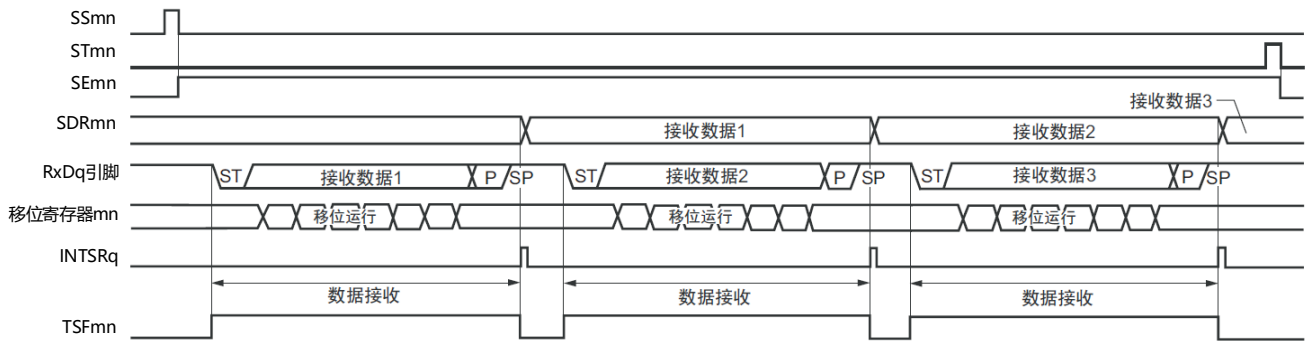 SSmn
STmn
SEmn
接收数据3
SDRmn 接收数据1 接收数据2
RxDq引脚 ST 接收数据1 P SP ST 接收数据2 P SP ST 接收数据3 P SP
移位寄存器mn 移位运行 移位运行 移位运行
INTSRq
数据接收 数据接收 数据接收
TSFmn